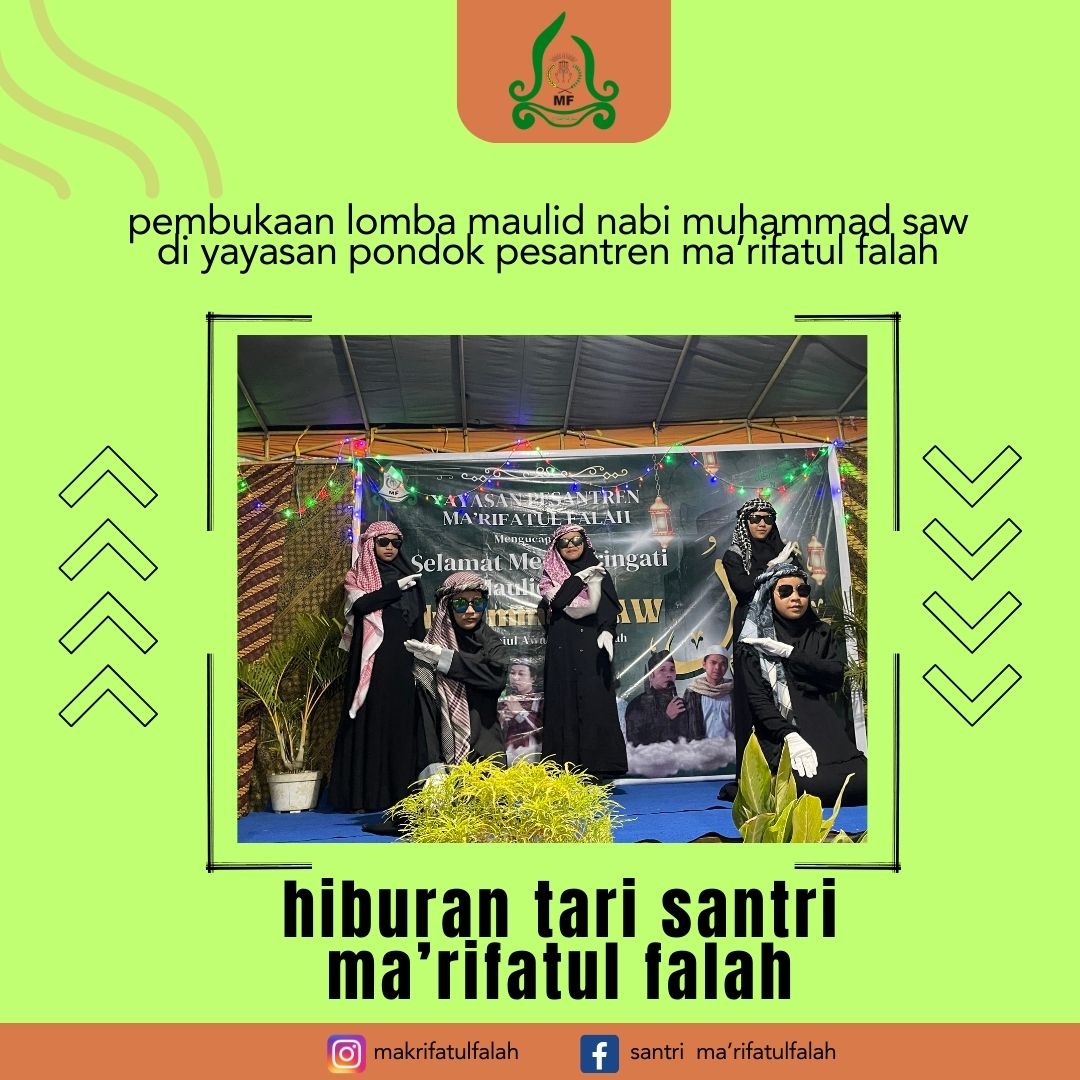 MF
pembukaan lomba maulid nabi muhammad saw
di yayasan pondok pesantren ma'rifatul falah
MF
YAYASAN PESANTREN
MA'RIFATUL FALAH
Selamat
hiburan tari santri
ma'rifatul falah
makrifatulfalah
santri ma'rifatulfalah